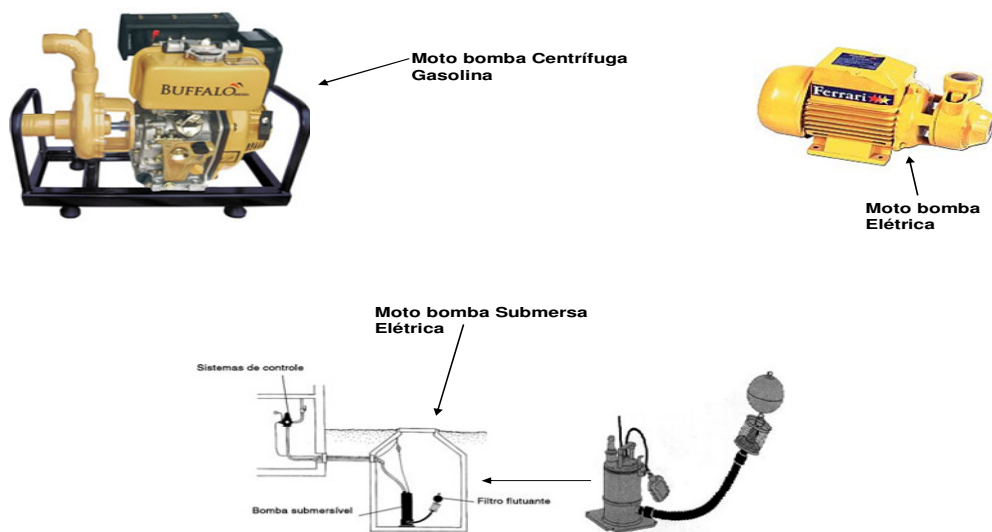 Moto bomba Centrífuga
Gasolina
BUFFALO
Ferrari
Moto bomba
Elétrica
Moto bomba Submersa
Elétrica
Sistemas de controle
Bomba submersível
Filtro flutuante